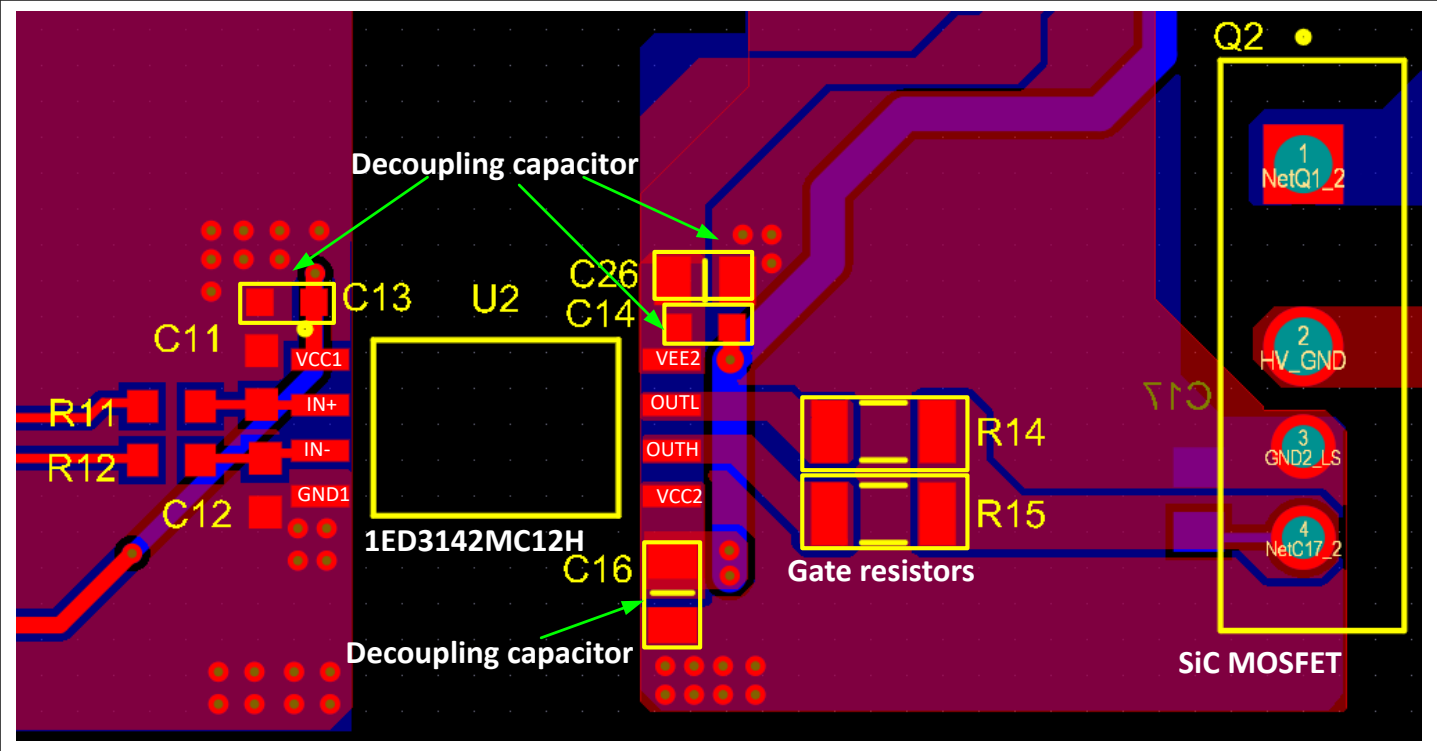 Q2
1
NetQ1_2
Decoupling capacitor
C26
C13
U2
C14
C11
VCC1
VEE2
2
HV_GND
C17
IN+
OUTL
R11
R14
3
GND2_LS
IN-
OUTH
R12
GND1
VCC2
C12
R15
4
NetC17_2
1ED3142MC12H
C16
Gate resistors
Decoupling capacitor
SiC MOSFET